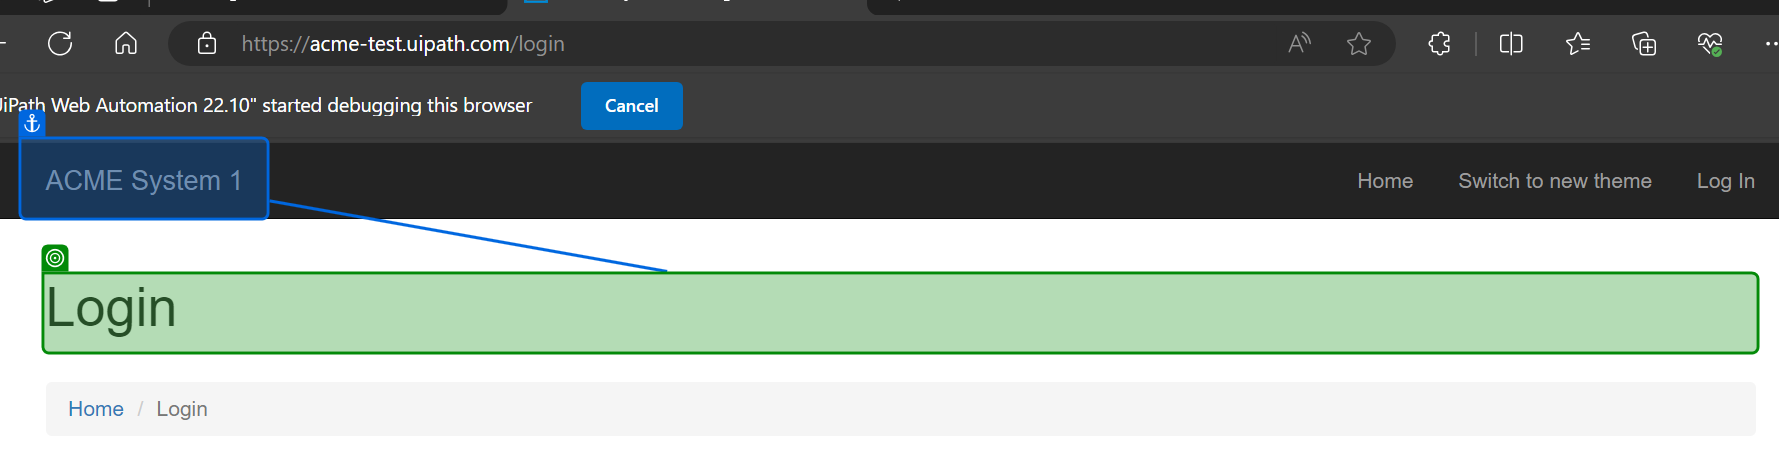 https://acme-test.uipath.com/login
UiPath Web Automation 22.10" started debugging this browser Cancel
ACME System 1 Home Switch to new theme Log In
Login
Home / Login